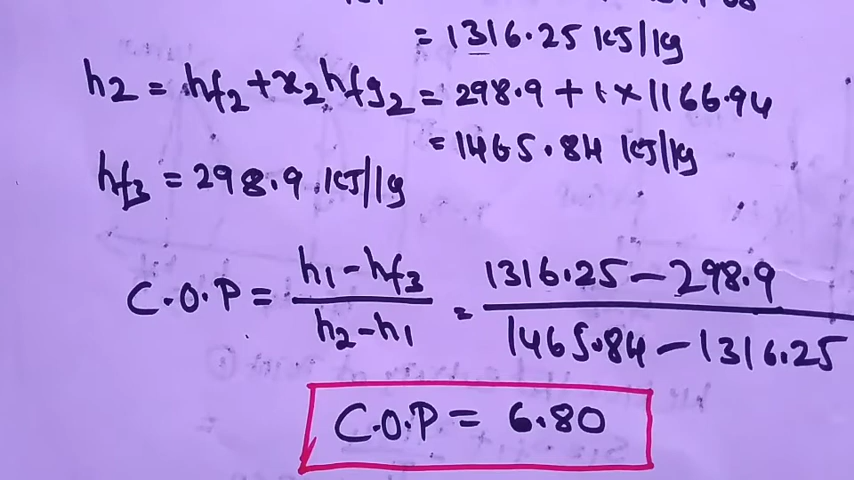 = 1316.25 kJ/kg
h2 = hf2 + x2hfg2 = 298.9 + 1 × 1166.94
= 1465.84 kJ/kg
hf3 = 298.9 kJ/kg
C.O.P = h1 - hf3 / h2 - h1 = 1316.25 - 298.9 / 1465.84 - 1316.25
C.O.P = 6.80